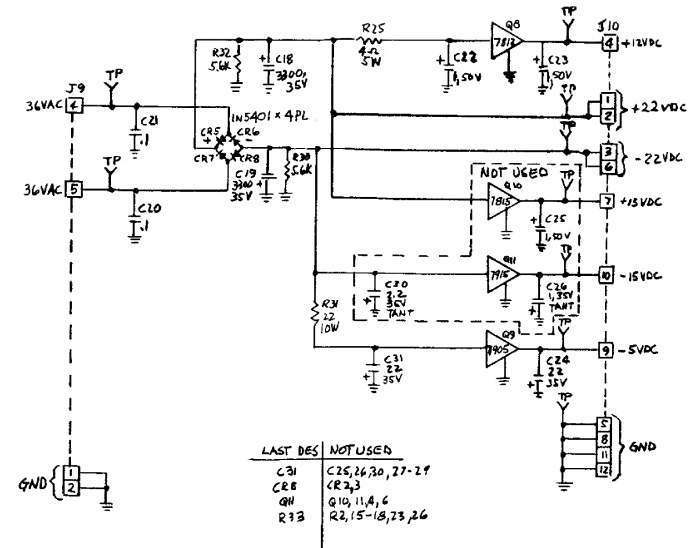 R25
4Ω
5W
Q8
7812
TP
J10
4
+12VDC
R32
5.6K
C18
3300,
35V
C22
1,50V
C23
1,50V
J9
TP
36VAC
4
C21
.1
IN5401 × 4PL
CR5
CR6
CR7
CR8
TP
1
2
+22VDC
TP
3
6
-22VDC
TP
36VAC
5
C20
.1
C19
3300
35V
5.6K
NOT USED
Q10
7815
TP
7
+15VDC
C25
1,50V
TP
Q11
7915
10
-15VDC
C30
2.2
35V
TANT
C26
1,35V
TANT
R31
22
10W
Q9
7905
TP
9
-5VDC
C31
22
35V
C24
22
35V
TP
5
8
11
12
GND
GND
1
2
LAST DES NOT USED
C31 C25,26,30,27-29
CR8 CR2,3
Q11 Q10,11,4,6
R33 R2,15-18,23,26